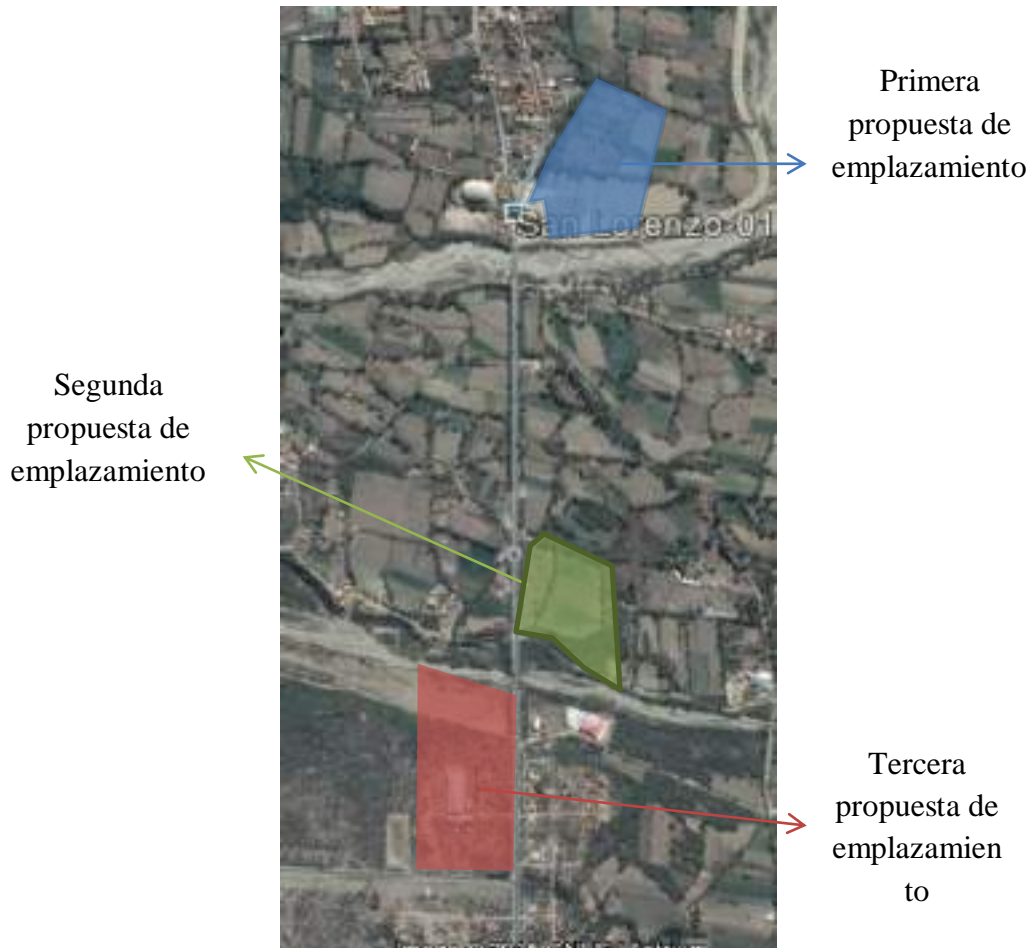 Primera
propuesta de
emplazamiento
San Lorenzo 01
Segunda
propuesta de
emplazamiento
Tercera
propuesta de
emplazamien
to